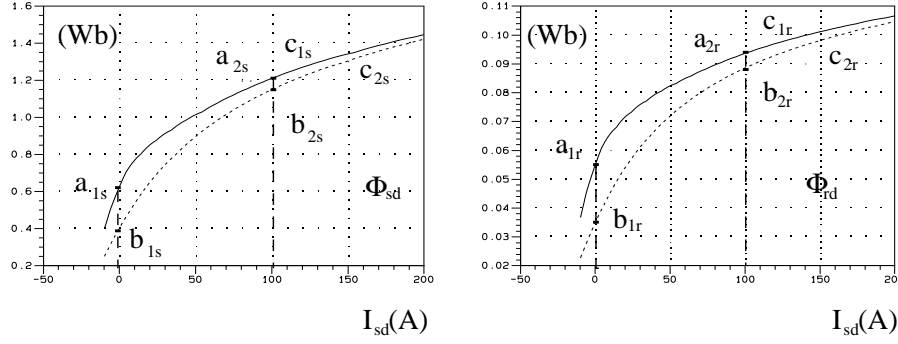 1.6
(Wb)
c1s
a2s
1.4
c2s
1.2
1.0
b2s
0.8
a1s
0.6
Φsd
0.4
b1s
0.2
-50 0 50 100 150 200
Isd(A)
0.11
(Wb)
c1r
a2r
0.10
c2r
0.09
b2r
0.08
0.07
a1r
0.06
0.05
Φrd
0.04
b1r
0.03
0.02
-50 0 50 100 150 200
Isd(A)